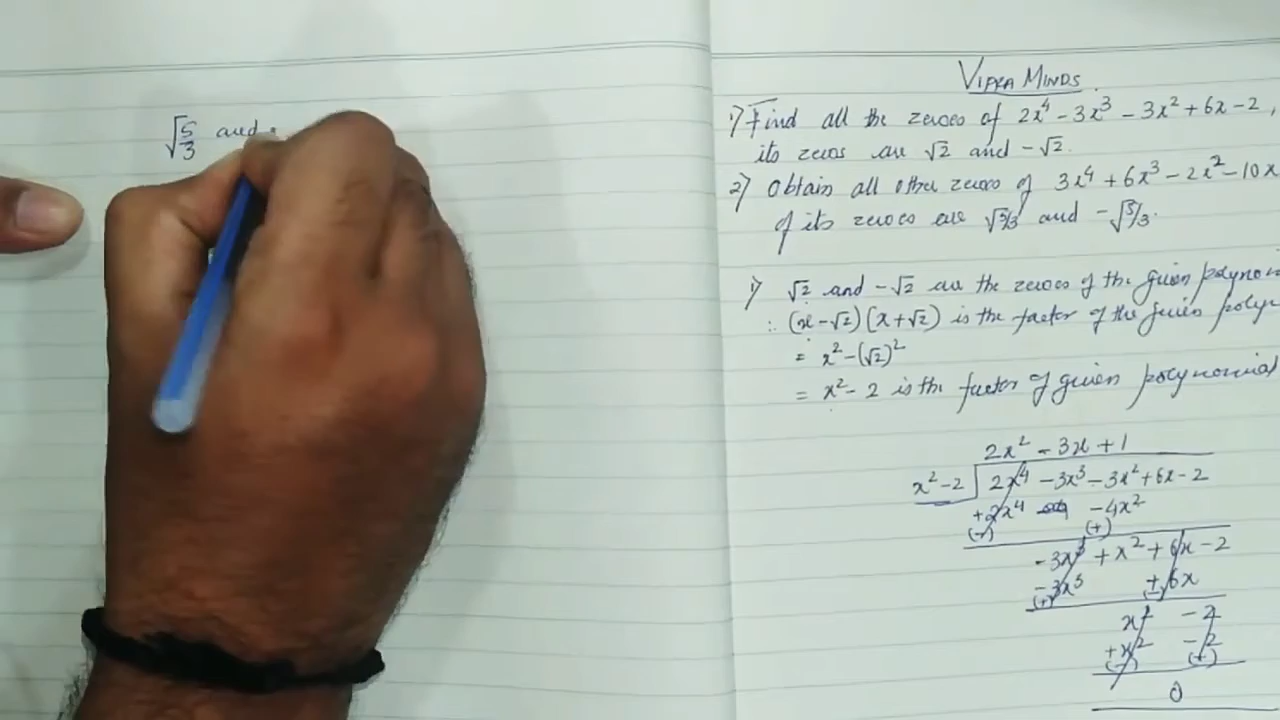 √5/3 and
VIPRA MINDS.
1) Find all the zeroes of 2x⁴ - 3x³ - 3x² + 6x - 2,
its zeros are √2 and - √2.
2) Obtain all other zeroes of 3x⁴ + 6x³ - 2x² - 10x
of its zeroes are √5/3 and - √5/3.
1) √2 and - √2 are the zeroes of the given
∴ (x - √2) (x + √2) is the factor of the given
= x² - (√2)²
= x² - 2 is the factor of given polynomial
2x² - 3x + 1
x² - 2 2x⁴ - 3x³ - 3x² + 6x - 2
+ 2x⁴ - 4x²
(-) (+)
- 3x³ + x² + 6x - 2
- 3x³ + 6x
(+) (-)
x² - 2
+ x² - 2
(-) (+)
0